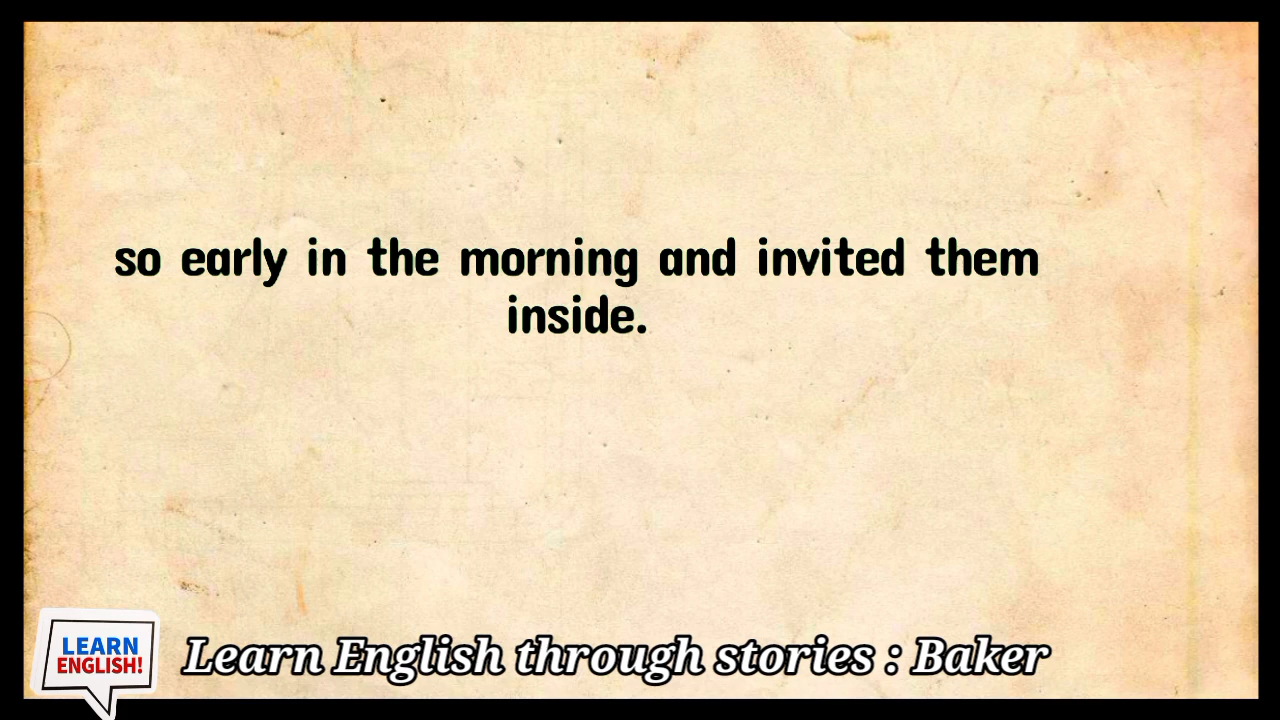 so early in the morning and invited them
inside.
LEARN
ENGLISH!
Learn English through stories : Baker